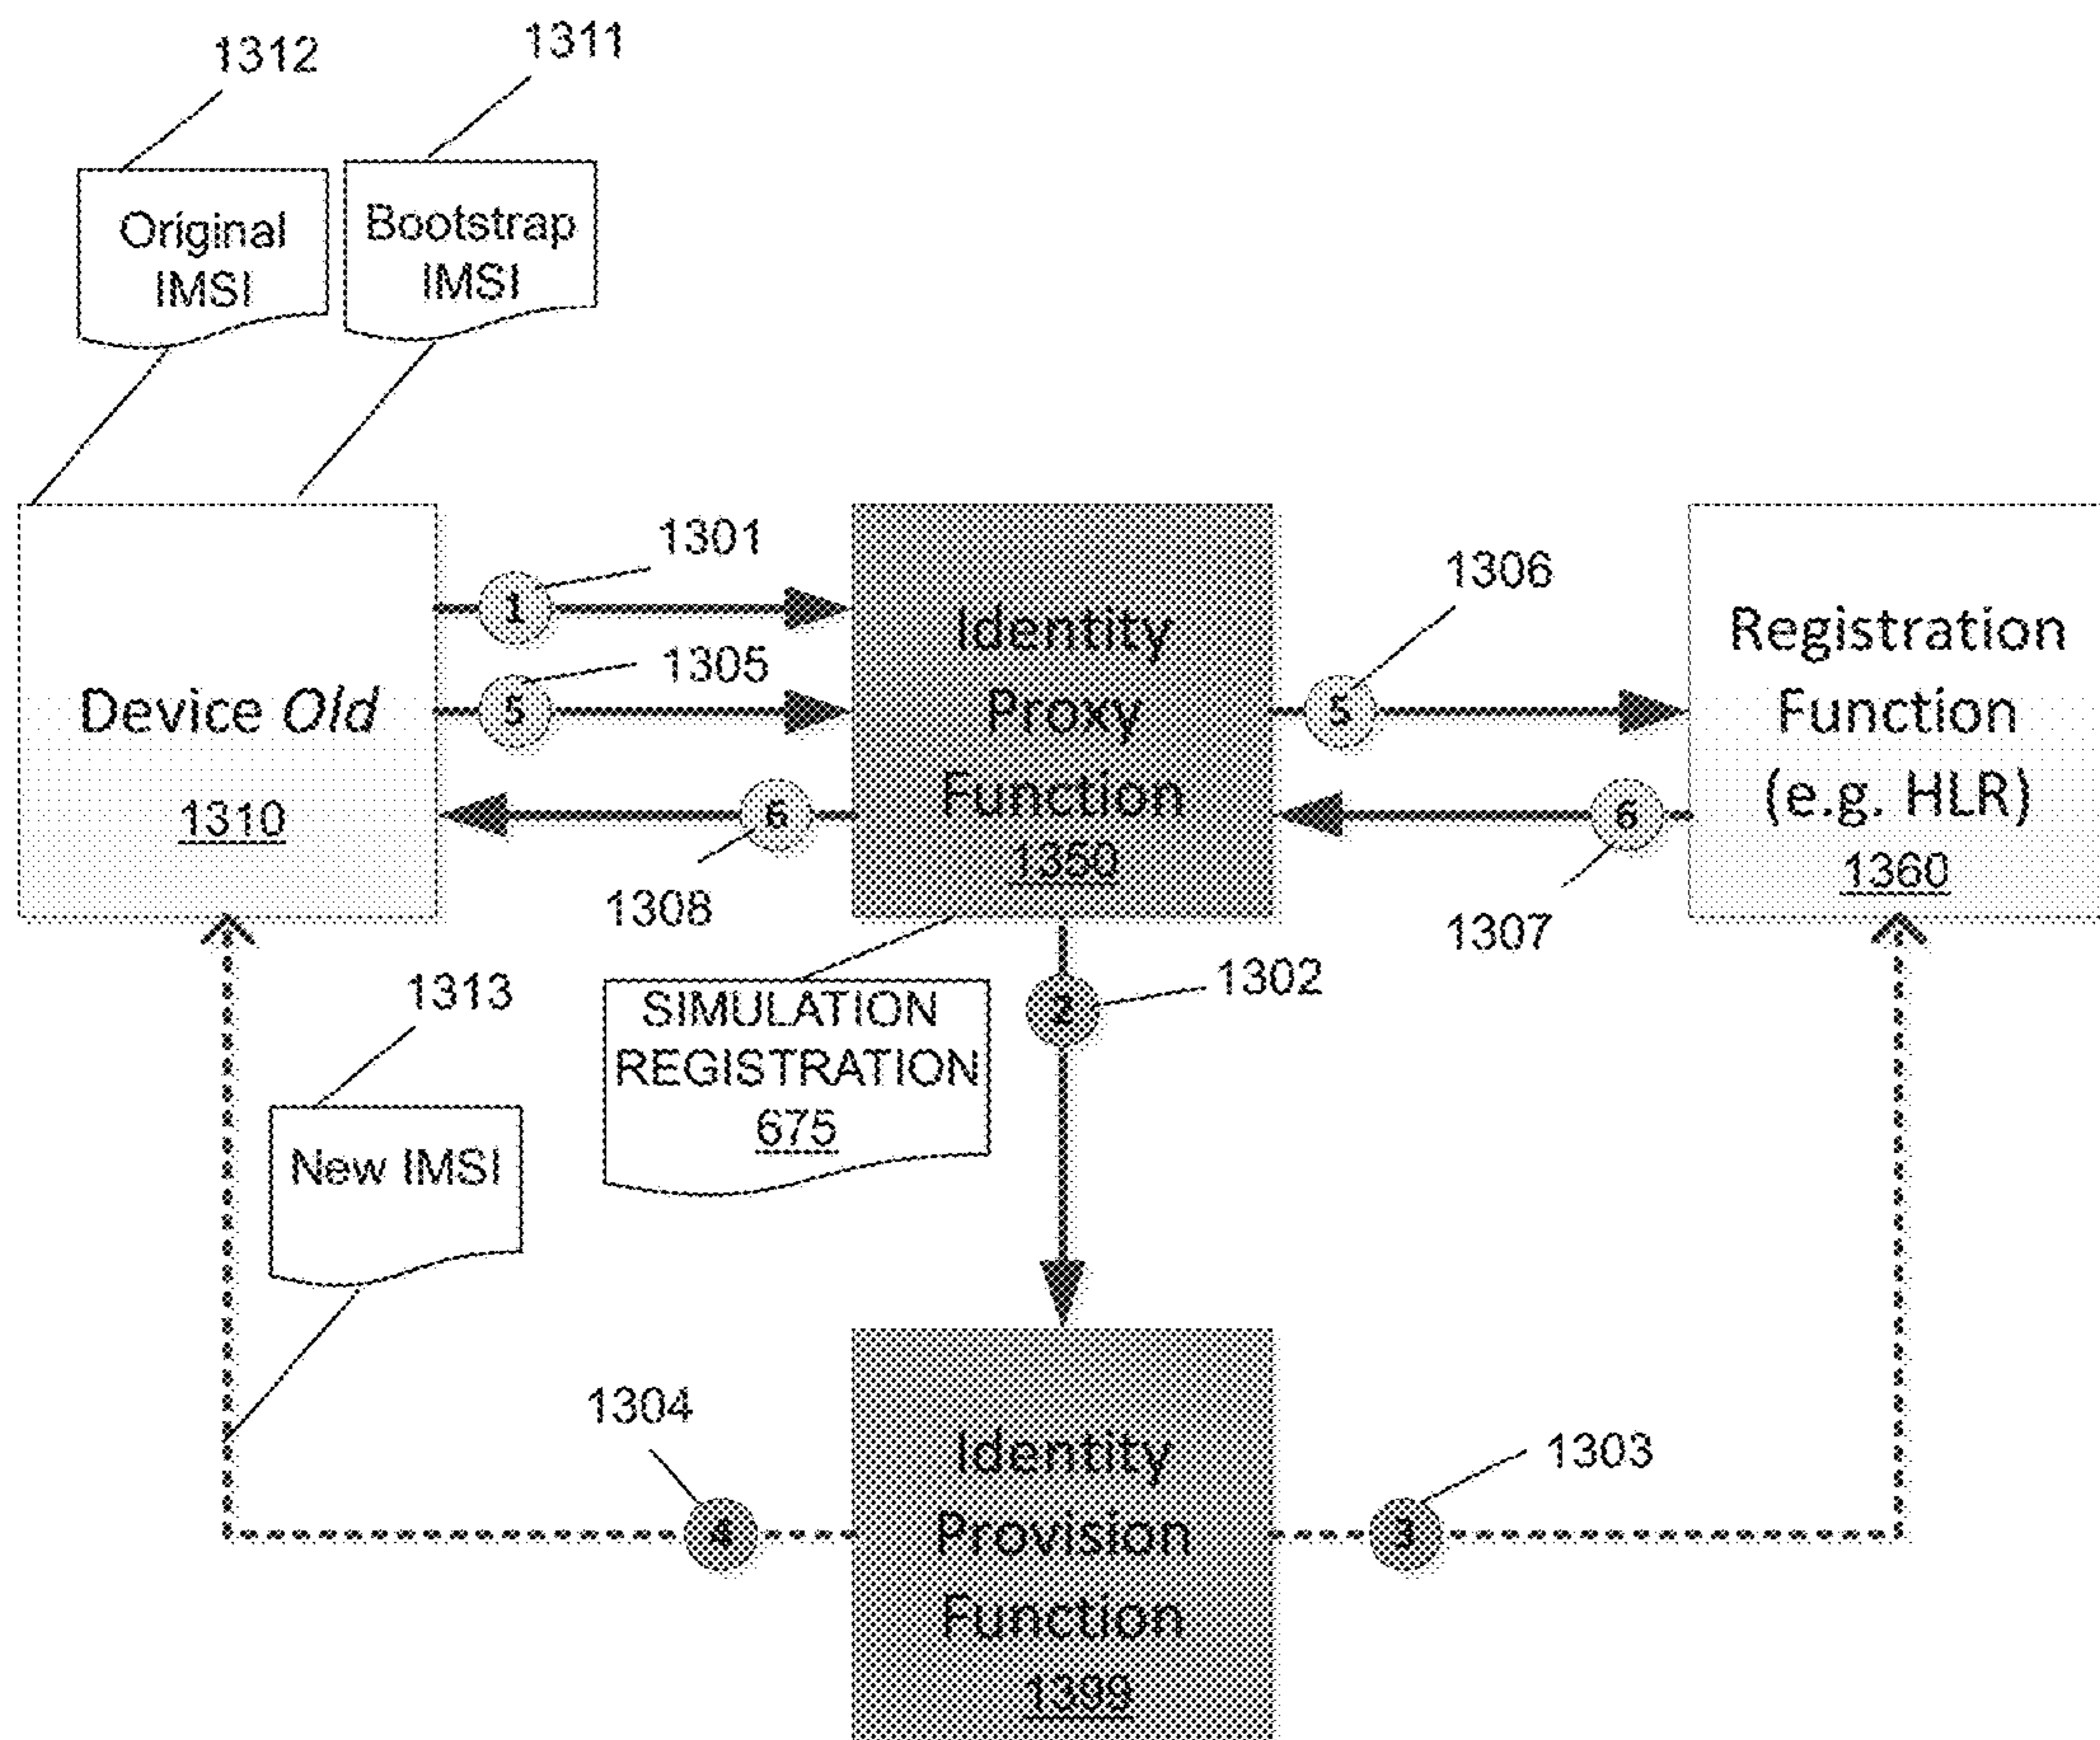 1312
1311
Original
IMSI
Bootstrap
IMSI
1301
1
1305
5
Device Old
1310
6
1308
Identity
Proxy
Function
1350
1306
5
6
1307
Registration
Function
(e.g. HLR)
1360
1313
New IMSI
SIMULATION
REGISTRATION
675
2
1302
1304
4
Identity
Provision
Function
1399
1303
3